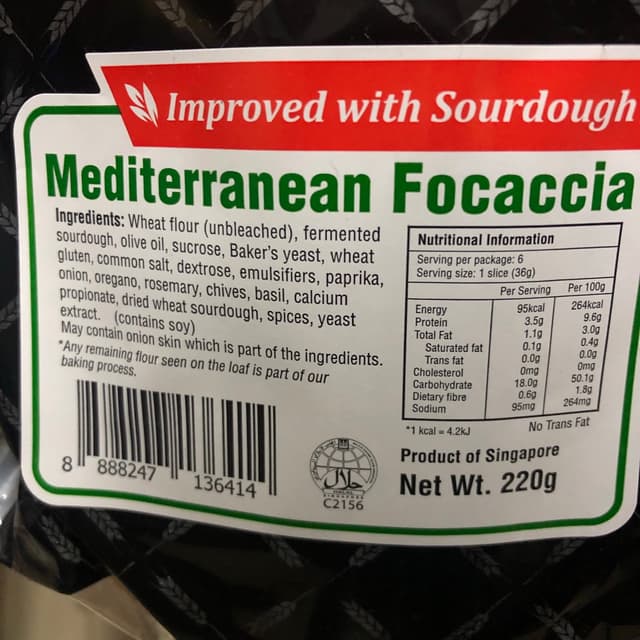 Improved with Sourdough
Mediterranean Focaccia
Ingredients: Wheat flour (unbleached), fermented
sourdough, olive oil, sucrose, Baker's yeast, wheat
gluten, common salt, dextrose, emulsifiers, paprika,
onion, oregano, rosemary, chives, basil, calcium
propionate, dried wheat sourdough, spices, yeast
extract. (contains soy)
May contain onion skin which is part of the ingredients.
*Any remaining flour seen on the loaf is part of our
baking process.
Nutritional Information
Serving per package: 6
Serving size: 1 slice (36g)
Per Serving Per 100g
Energy 95kcal 264kcal
Protein 3.5g 9.6g
Total Fat 1.1g 3.0g
Saturated fat 0.1g 0.4g
Trans fat 0.0g 0.0g
Cholesterol 0mg 0mg
Carbohydrate 18.0g 50.1g
Dietary fibre 0.6g 1.8g
Sodium 95mg 264mg
*1 kcal = 4.2kJ No Trans Fat
8 888247 136414
حلال
HALAL
SINGAPORE
C2156
Product of Singapore
Net Wt. 220g